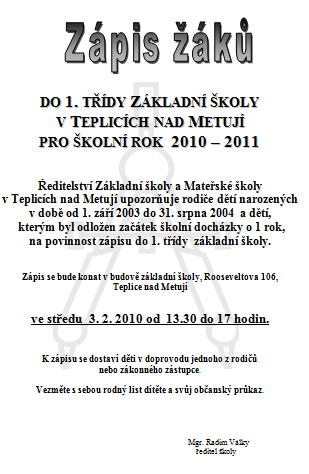 Zápis žáků
DO 1. TŘÍDY ZÁKLADNÍ ŠKOLY
V TEPLICÍCH NAD METUJÍ
PRO ŠKOLNÍ ROK 2010 – 2011
Ředitelství Základní školy a Mateřské školy
v Teplicích nad Metují upozorňuje rodiče dětí narozených
v době od 1. září 2003 do 31. srpna 2004 a dětí,
kterým byl odložen začátek školní docházky o 1 rok,
na povinnost zápisu do 1. třídy základní školy.
Zápis se bude konat v budově základní školy, Rooseveltova 106,
Teplice nad Metují
ve středu 3. 2. 2010 od 13.30 do 17 hodin.
K zápisu se dostaví děti v doprovodu jednoho z rodičů
nebo zákonného zástupce.
Vezměte s sebou rodný list dítěte a svůj občanský průkaz.
Mgr. Radim Vaľky
ředitel školy